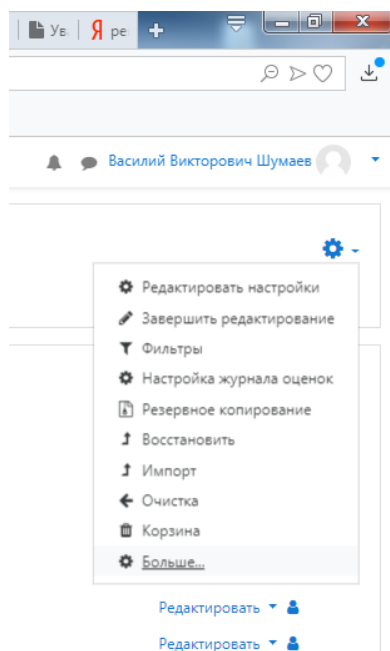 Ув. Я ре
Василий Викторович Шумаев
Редактировать настройки
Завершить редактирование
Фильтры
Настройка журнала оценок
Резервное копирование
Восстановить
Импорт
Очистка
Корзина
Больше...
Редактировать
Редактировать